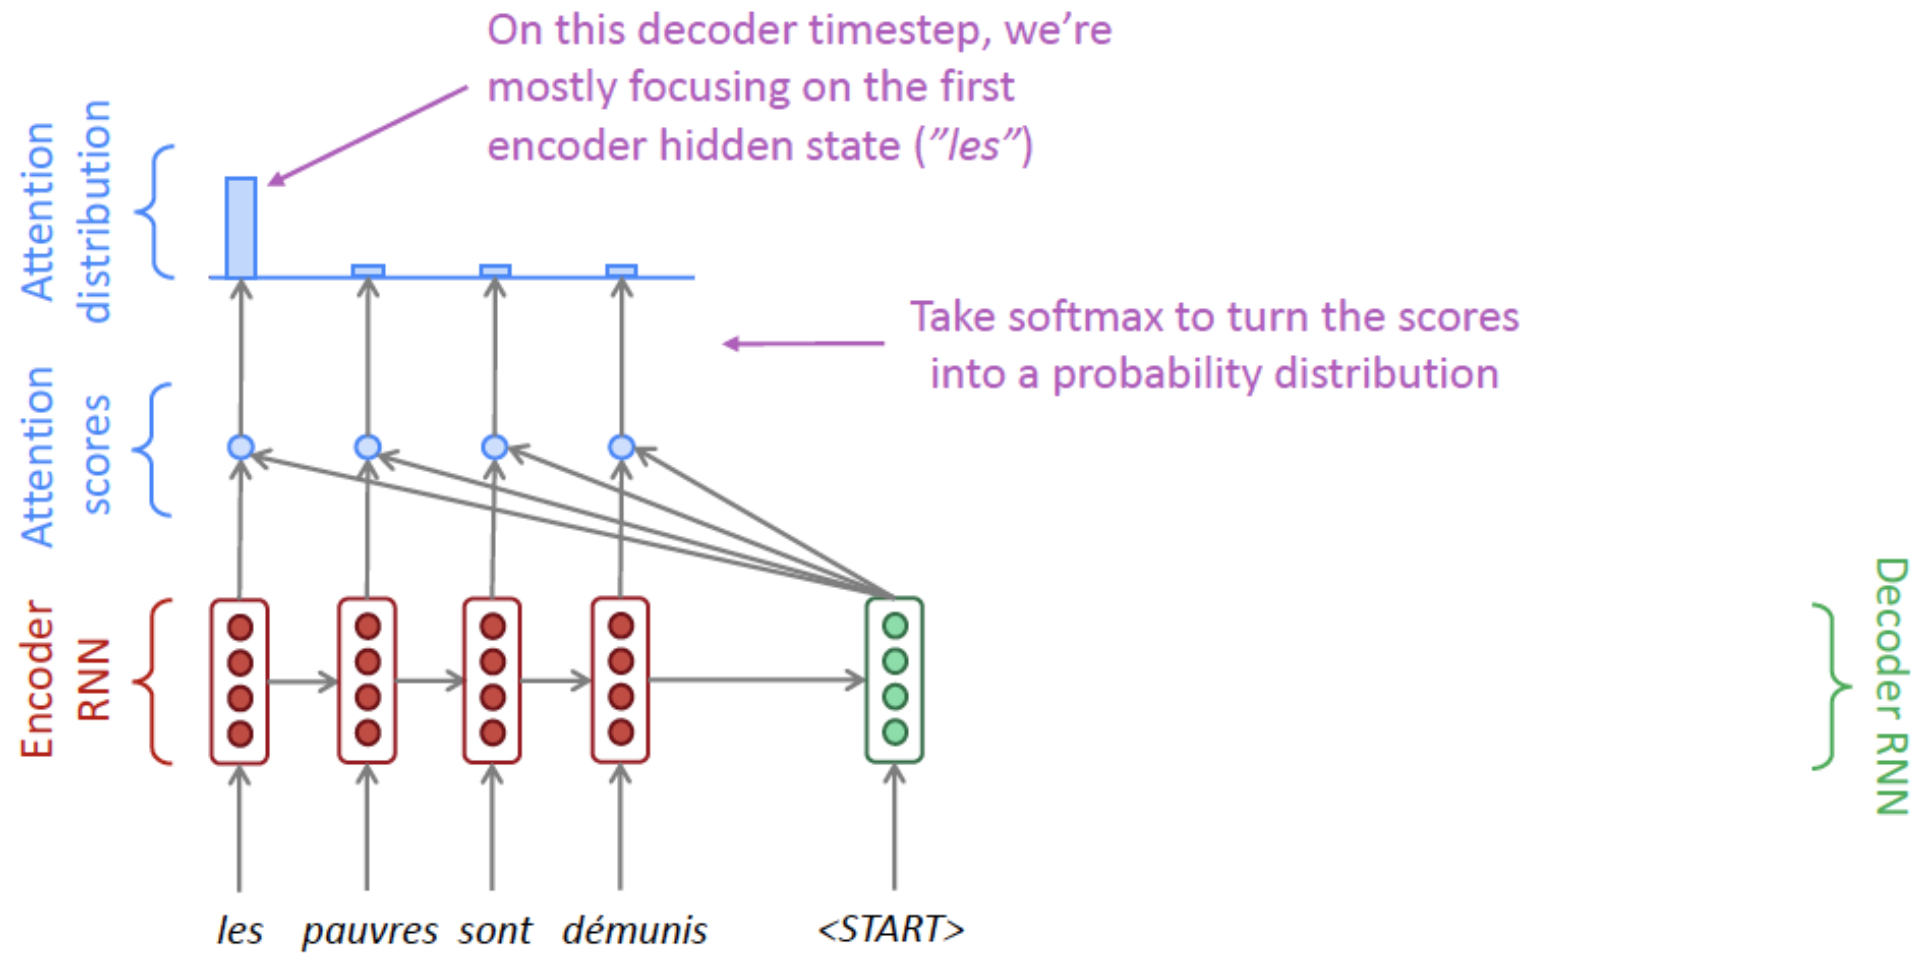 On this decoder timestep, we're
mostly focusing on the first
encoder hidden state (”les”)
Attention
distribution
Take softmax to turn the scores
into a probability distribution
Attention
scores
Encoder
RNN
Decoder RNN
les pauvres sont démunis <START>